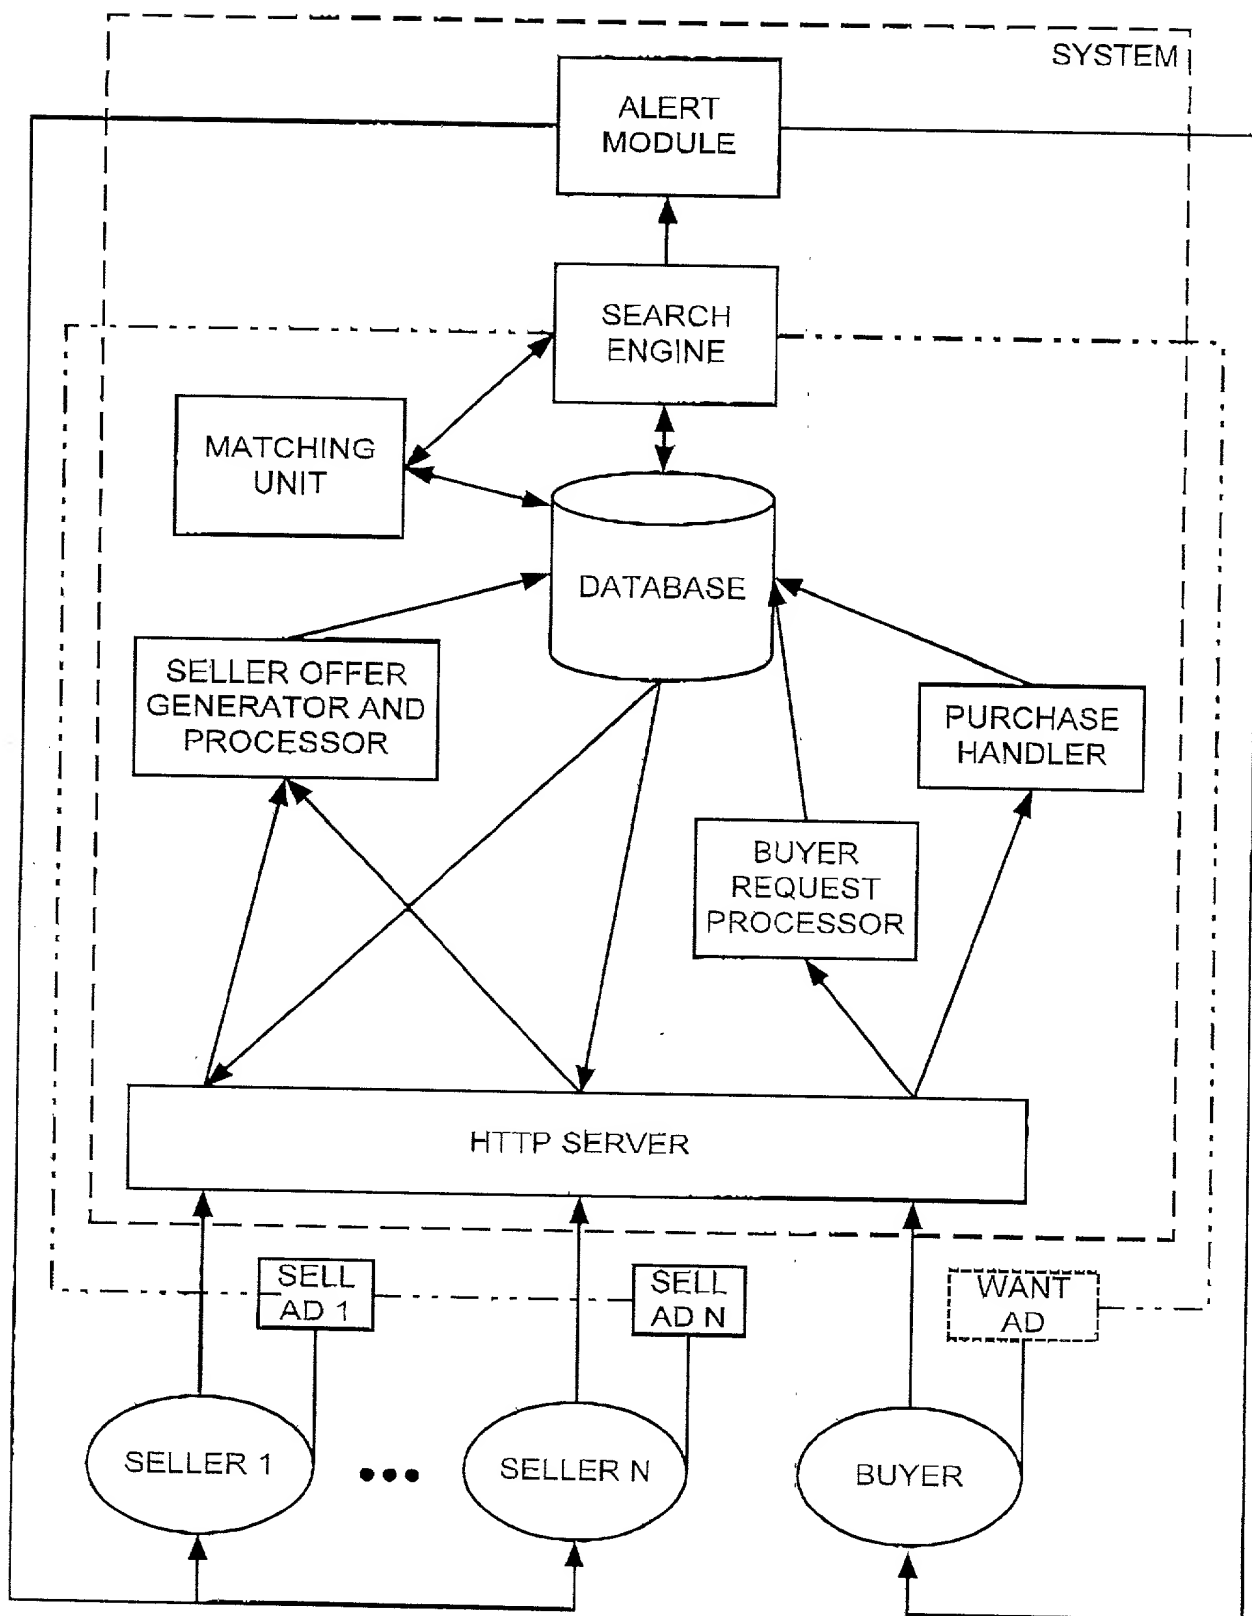 SYSTEM
ALERT
MODULE
SEARCH
ENGINE
MATCHING
UNIT
DATABASE
SELLER OFFER
GENERATOR AND
PROCESSOR
PURCHASE
HANDLER
BUYER
REQUEST
PROCESSOR
HTTP SERVER
SELL
AD 1
SELL
AD N
WANT
AD
SELLER 1
SELLER N
BUYER